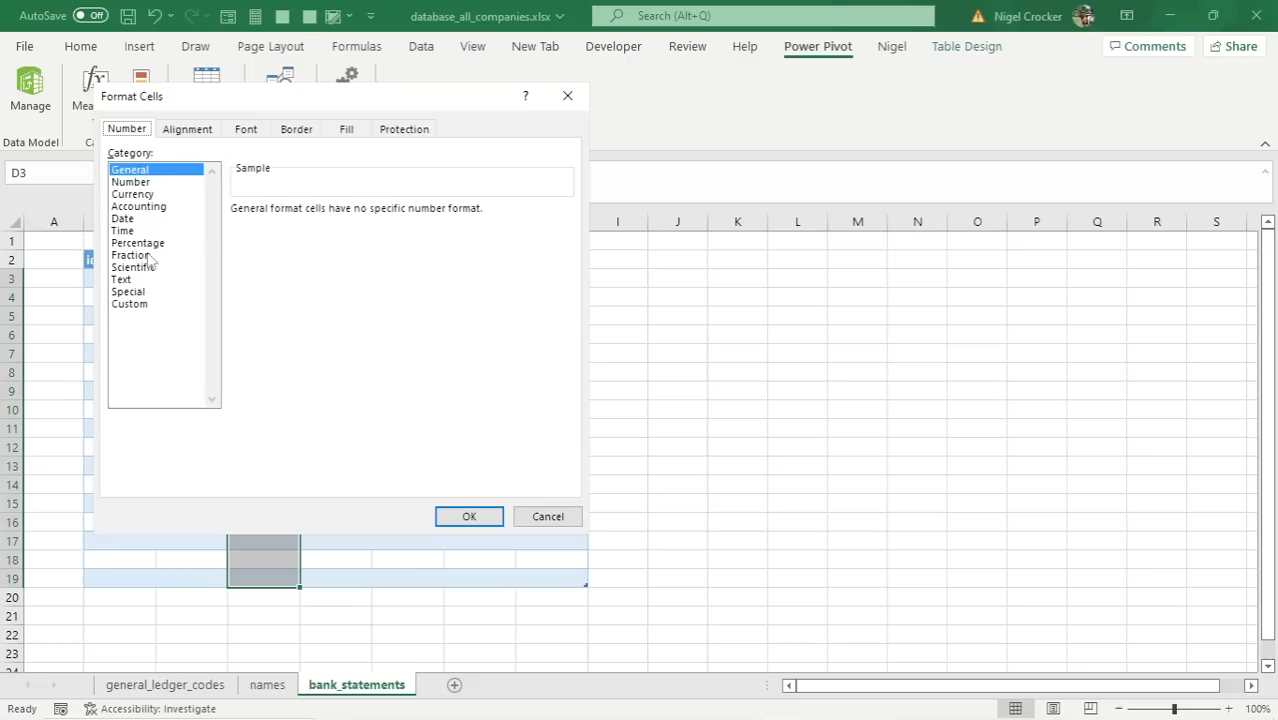 AutoSave Off database_all_companies.xlsx Search (Alt+Q) Nigel Crocker
File Home Insert Draw Page Layout Formulas Data View New Tab Developer Review Help Power Pivot Nigel Table Design Comments Share
Manage
Data Model
Format Cells ?
Number Alignment Font Border Fill Protection
Category:
General
Number
Currency
Accounting
Date
Time
Percentage
Fraction
Scientific
Text
Special
Custom
Sample
General format cells have no specific number format.
OK Cancel
D3
A I J K L M N O P Q R S
1
2
3
4
5
6
7
8
9
10
11
12
13
14
15
16
17
18
19
20
21
22
23
24
general_ledger_codes names bank_statements
Ready Accessibility: Investigate 100%